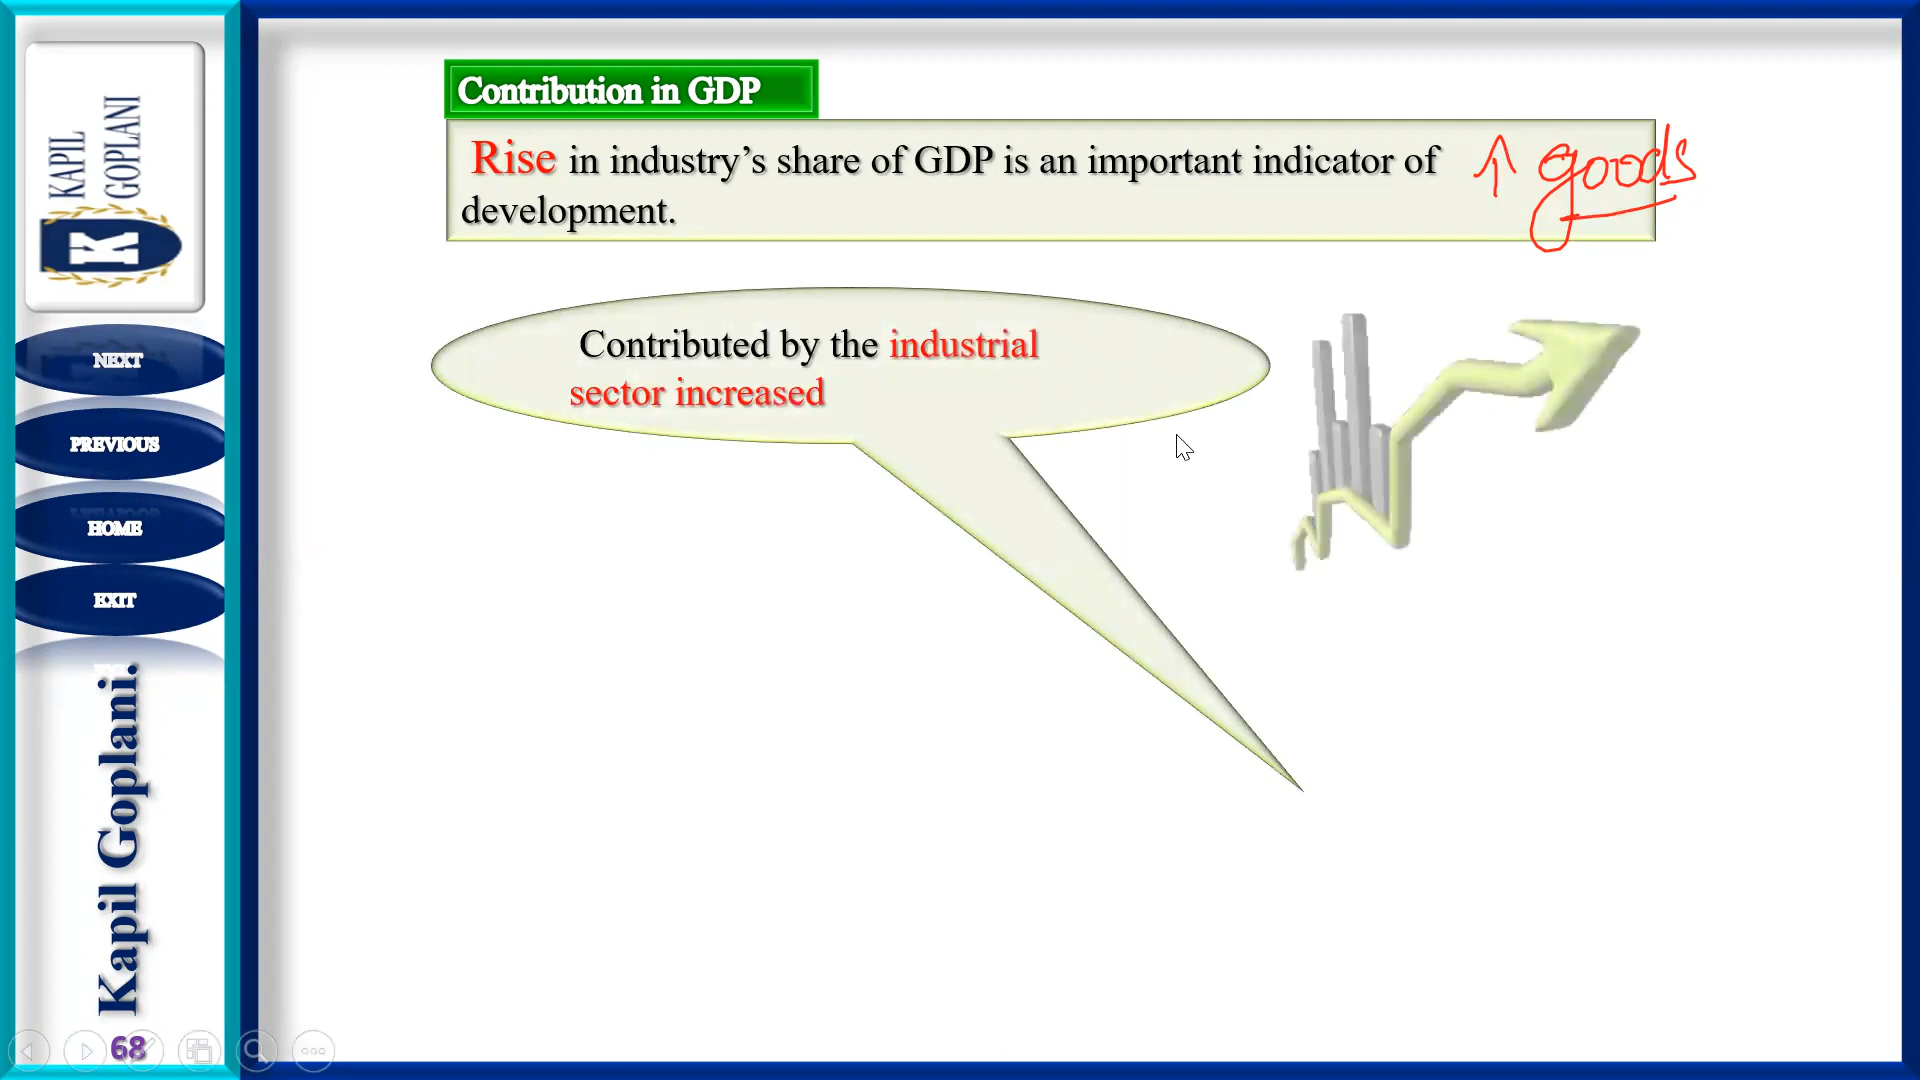 KAPIL
GOPLANI
K
NEXT
PREVIOUS
HOME
EXIT
Kapil Goplani.
68
Contribution in GDP
Rise in industry’s share of GDP is an important indicator of
development.
↑ goods
Contributed by the industrial
sector increased